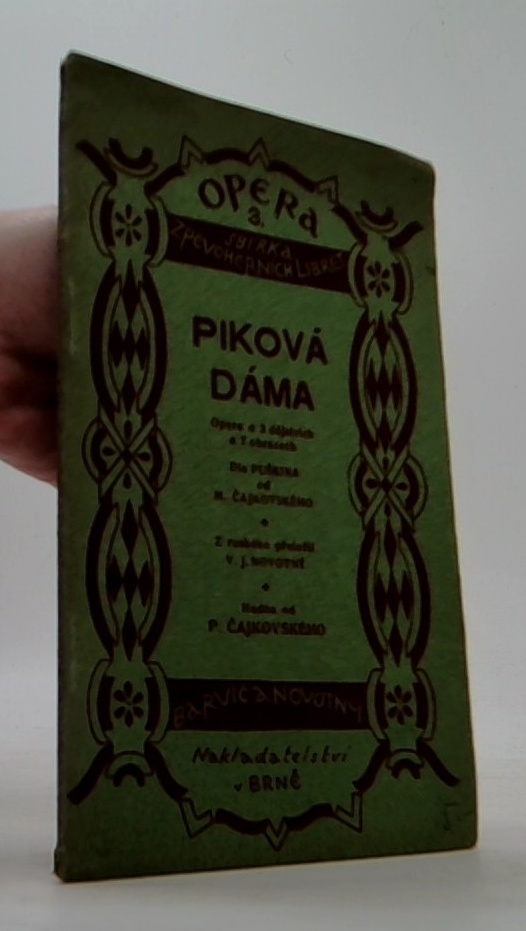 OPERA
3.
SBÍRKA
ZPĚVOHERNÍCH LIBRET
PIKOVÁ
DÁMA
Opera o 3 dějstvích
a 7 obrazech
Dle PUŠKINA
od
M. ČAJKOVSKÉHO
Z ruského přeložil
V. J. NOVOTNÝ
Hudba od
P. ČAJKOVSKÉHO
BARVIC a NOVOTNÝ
Nakladatelství
v BRNĚ